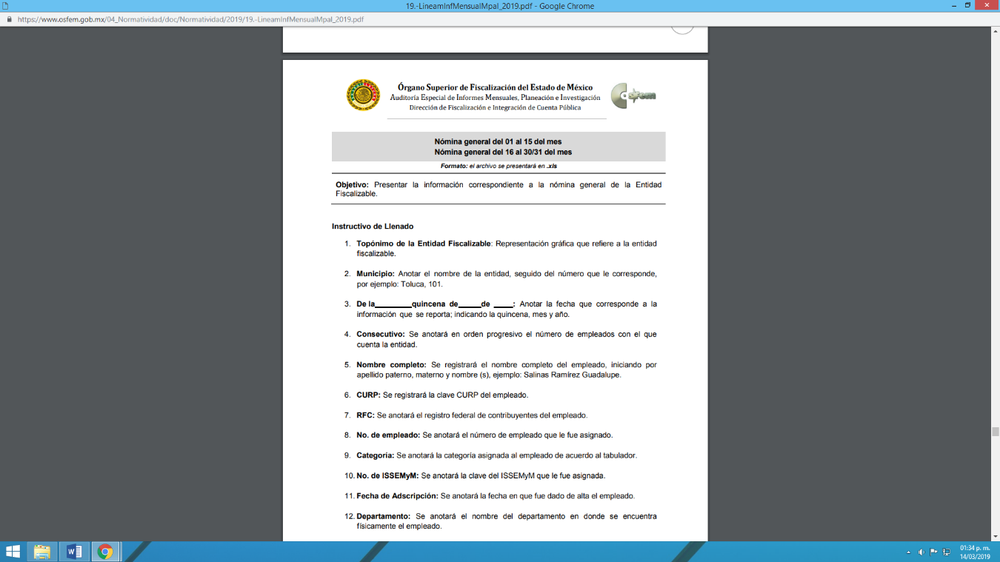 19.-LineamInfMensualMpal_2019.pdf - Google Chrome
https://www.osfem.gob.mx/04_Normatividad/doc/Normatividad/2019/19.-LineamInfMensualMpal_2019.pdf
Órgano Superior de Fiscalización del Estado de México
Auditoría Especial de Informes Mensuales, Planeación e Investigación
Dirección de Fiscalización e Integración de Cuenta Pública
osfem
Nómina general del 01 al 15 del mes
Nómina general del 16 al 30/31 del mes
Formato: el archivo se presentará en .xls
Objetivo: Presentar la información correspondiente a la nómina general de la Entidad
Fiscalizable.
Instructivo de Llenado
1. Topónimo de la Entidad Fiscalizable: Representación gráfica que refiere a la entidad
fiscalizable.
2. Municipio: Anotar el nombre de la entidad, seguido del número que le corresponde,
por ejemplo: Toluca, 101.
3. De la________quincena de_____de ____: Anotar la fecha que corresponde a la
información que se reporta; indicando la quincena, mes y año.
4. Consecutivo: Se anotará en orden progresivo el número de empleados con el que
cuenta la entidad.
5. Nombre completo: Se registrará el nombre completo del empleado, iniciando por
apellido paterno, materno y nombre (s), ejemplo: Salinas Ramírez Guadalupe.
6. CURP: Se registrará la clave CURP del empleado.
7. RFC: Se anotará el registro federal de contribuyentes del empleado.
8. No. de empleado: Se anotará el número de empleado que le fue asignado.
9. Categoría: Se anotará la categoría asignada al empleado de acuerdo al tabulador.
10. No. de ISSEMyM: Se anotará la clave del ISSEMyM que le fue asignada.
11. Fecha de Adscripción: Se anotará la fecha en que fue dado de alta el empleado.
12. Departamento: Se anotará el nombre del departamento en donde se encuentra
físicamente el empleado.
01:34 p. m.
14/03/2019